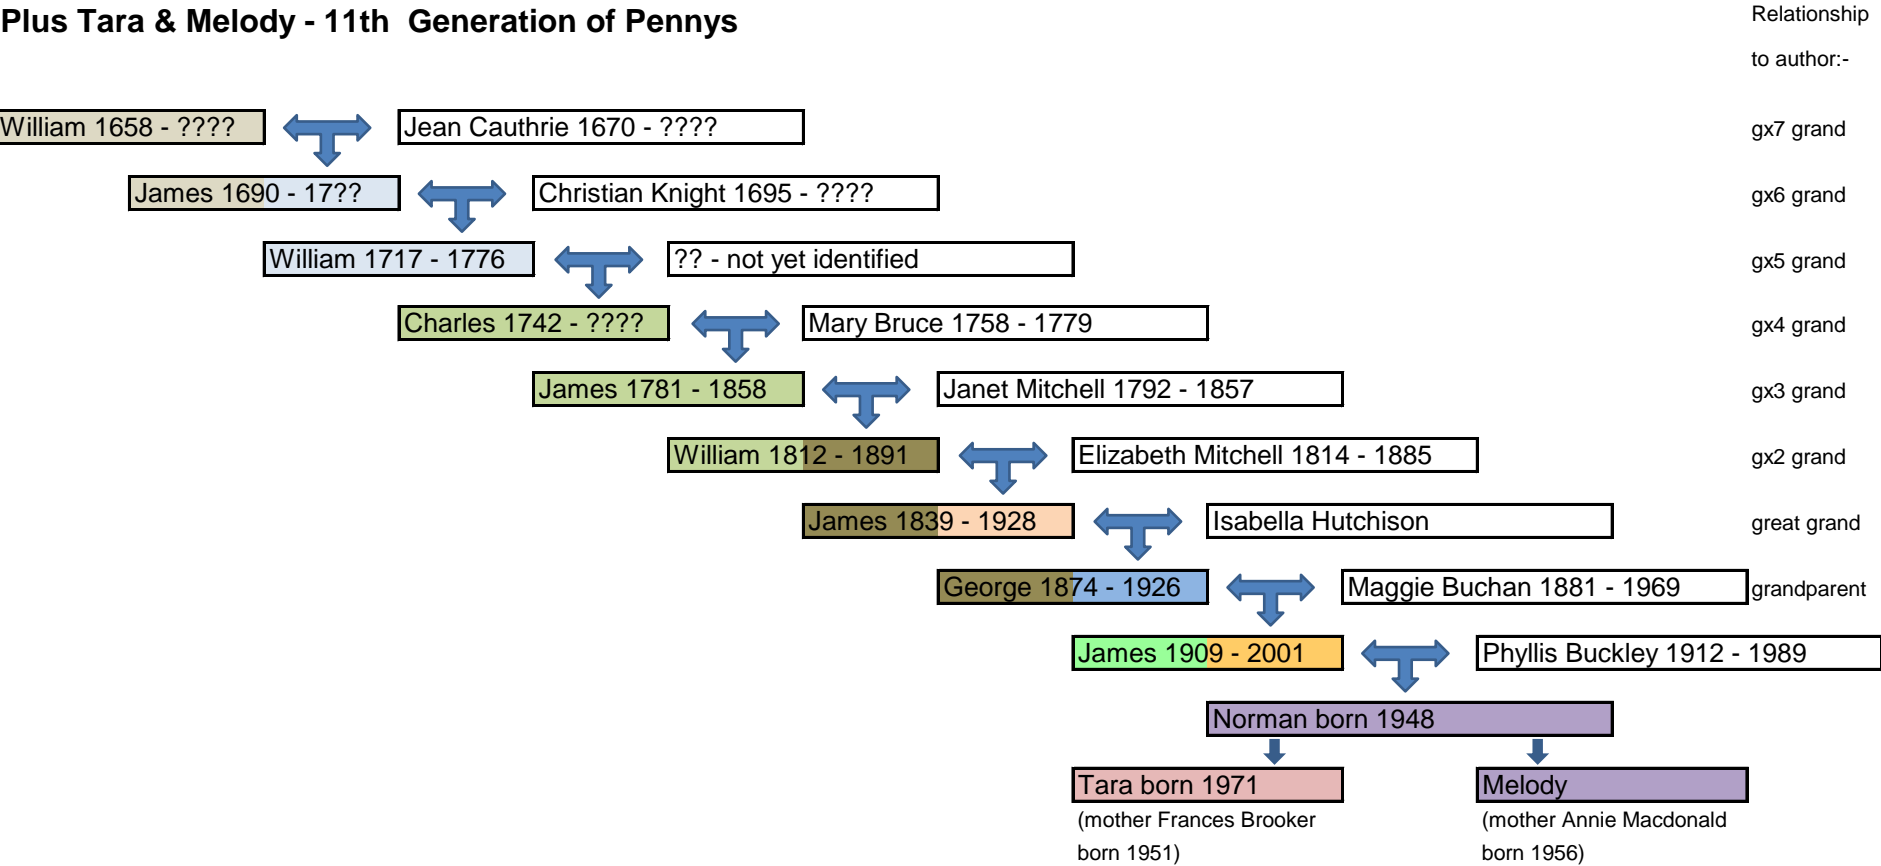 Plus Tara & Melody - 11th  Generation of Pennys
Relationship
to author:-
William 1658 - ????
Jean Cauthrie 1670 - ????
gx7 grand
James 1690 - 17??
Christian Knight 1695 - ????
gx6 grand
William 1717 - 1776
?? - not yet identified
gx5 grand
Charles 1742 - ????
Mary Bruce 1758 - 1779
gx4 grand
James 1781 - 1858
Janet Mitchell 1792 - 1857
gx3 grand
William 1812 - 1891
Elizabeth Mitchell 1814 - 1885
gx2 grand
James 1839 - 1928
Isabella Hutchison
great grand
George 1874 - 1926
Maggie Buchan 1881 - 1969
grandparent
James 1909 - 2001
Phyllis Buckley 1912 - 1989
Norman born 1948
Tara born 1971
Melody
(mother Frances Brooker
born 1951)
(mother Annie Macdonald
born 1956)